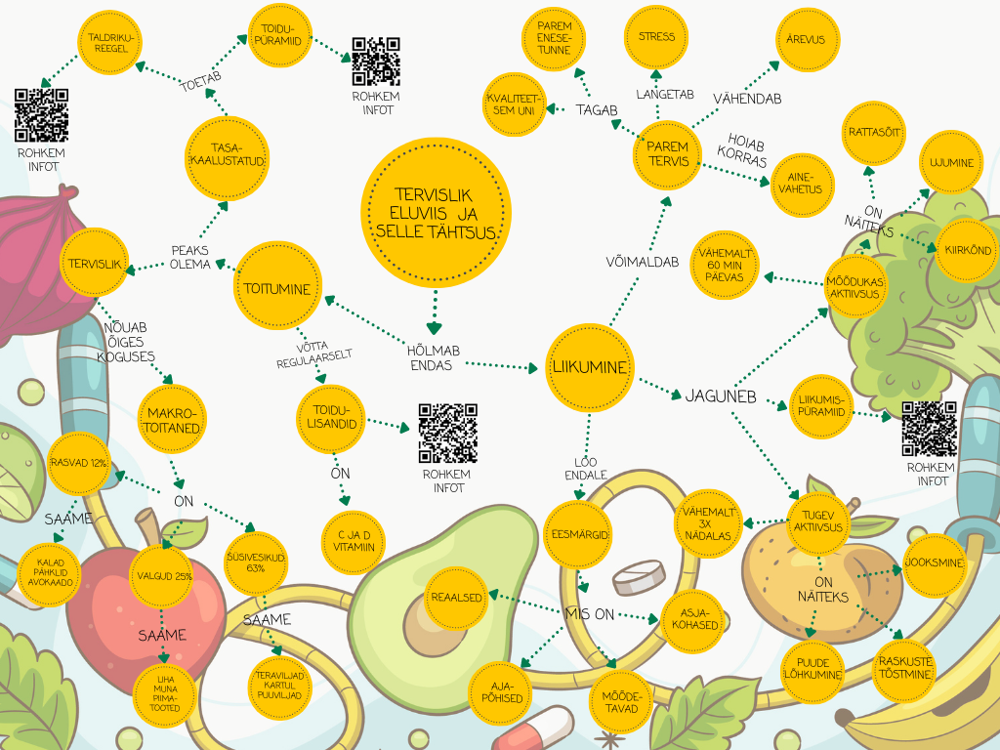 TERVISLIK
ELUVIIS JA
SELLE TÄHTSUS.
HÕLMAB
ENDAS
TOITUMINE
PEAKS
OLEMA
TASA-
KAALUSTATUD
TOETAB
TALDRIKU-
REEGEL
ROHKEM
INFOT
TOIDU-
PÜRAMIID
ROHKEM
INFOT
TERVISLIK
NÕUAB
ÕIGES
KOGUSES
MAKRO-
TOITANED
ON
RASVAD 12%
SAAME
KALAD
PÄHKLID
AVOKAADO
VALGUD 25%
SAAME
LIHA
MUNA
PIIMA-
TOOTED
SÜSIVESIKUD
63%
SAAME
TERAVILJAD
KARTUL
PUUVILJAD
VÕTTA
REGULAARSELT
TOIDU-
LISANDID
ROHKEM
INFOT
ON
C JA D
VITAMIIN
LIIKUMINE
VÕIMALDAB
PAREM
TERVIS
TAGAB
KVALITEET-
SEM UNI
PAREM
ENESE-
TUNNE
LANGETAB
STRESS
VÄHENDAB
ÄREVUS
HOIAB
KORRAS
AINE-
VAHETUS
JAGUNEB
MÕÕDUKAS
AKTIIVSUS
VÄHEMALT
60 MIN
PÄEVAS
ON
NÄITEKS
RATTASÕIT
UJUMINE
KIIRKÕND
LIIKUMIS-
PÜRAMIID
ROHKEM
INFOT
TUGEV
AKTIIVSUS
VÄHEMALT
3X
NÄDALAS
ON
NÄITEKS
JOOKSMINE
RASKUSTE
TÕSTMINE
PUUDE
LÕHKUMINE
LOO
ENDALE
EESMÄRGID
MIS ON
REAALSED
ASJA-
KOHASED
AJA-
PÕHISED
MÕÕDE-
TAVAD